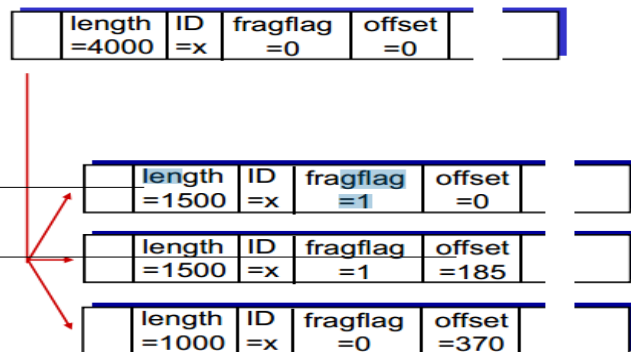 length ID fragflag offset
=4000 =x =0 =0
length ID fragflag offset
=1500 =x =1 =0
length ID fragflag offset
=1500 =x =1 =185
length ID fragflag offset
=1000 =x =0 =370